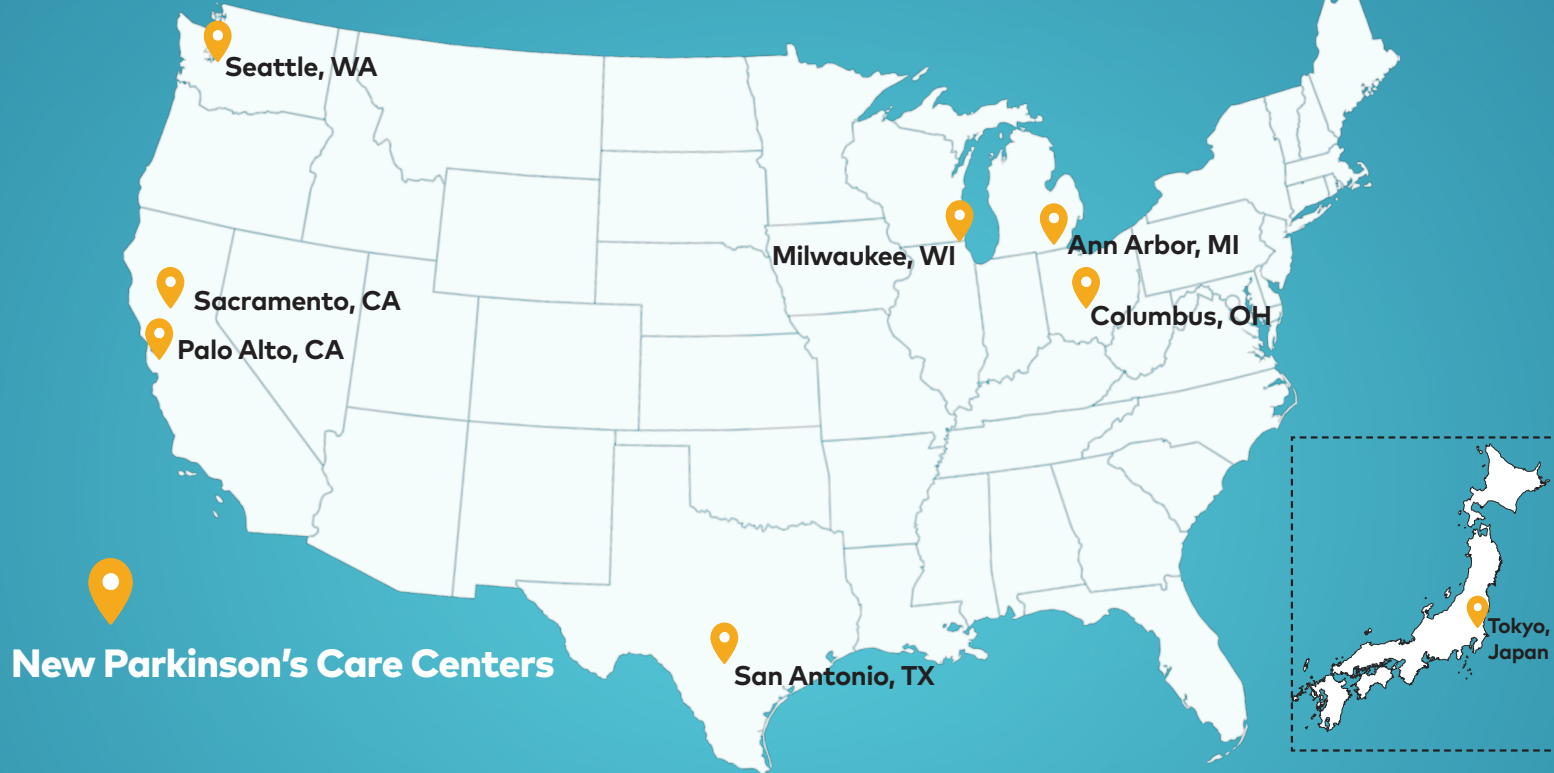 Seattle, WA
Milwaukee, WI
Ann Arbor, MI
Sacramento, CA
Columbus, OH
Palo Alto, CA
New Parkinson’s Care Centers
San Antonio, TX
Tokyo,
Japan